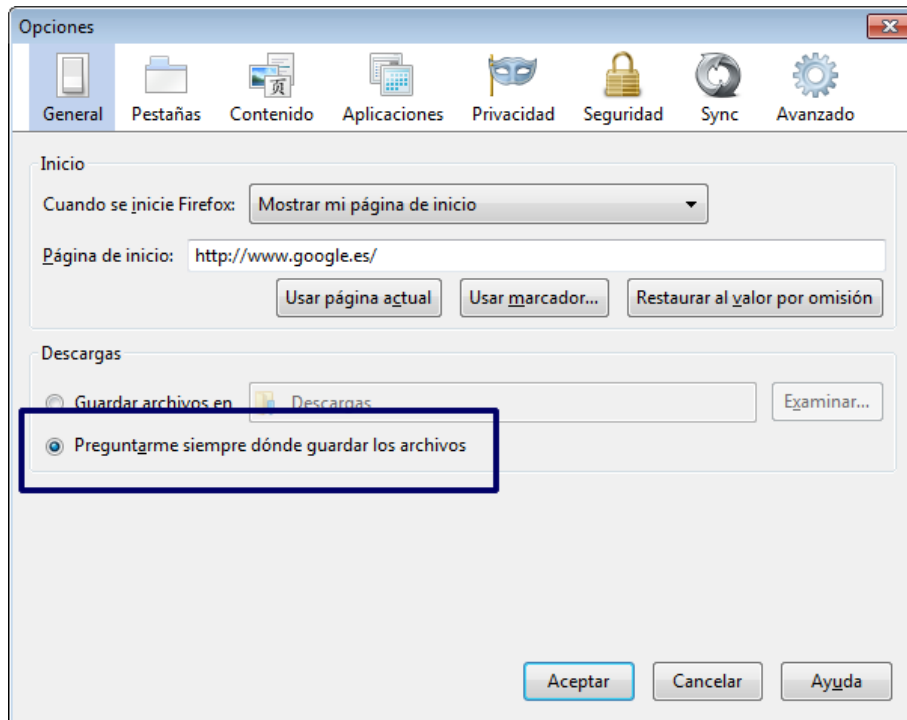 Opciones
General Pestañas Contenido Aplicaciones Privacidad Seguridad Sync Avanzado
Inicio
Cuando se inicie Firefox: Mostrar mi página de inicio
Página de inicio: http://www.google.es/
Usar página actual Usar marcador... Restaurar al valor por omisión
Descargas
Guardar archivos en Descargas Examinar...
Preguntarme siempre dónde guardar los archivos
Aceptar Cancelar Ayuda